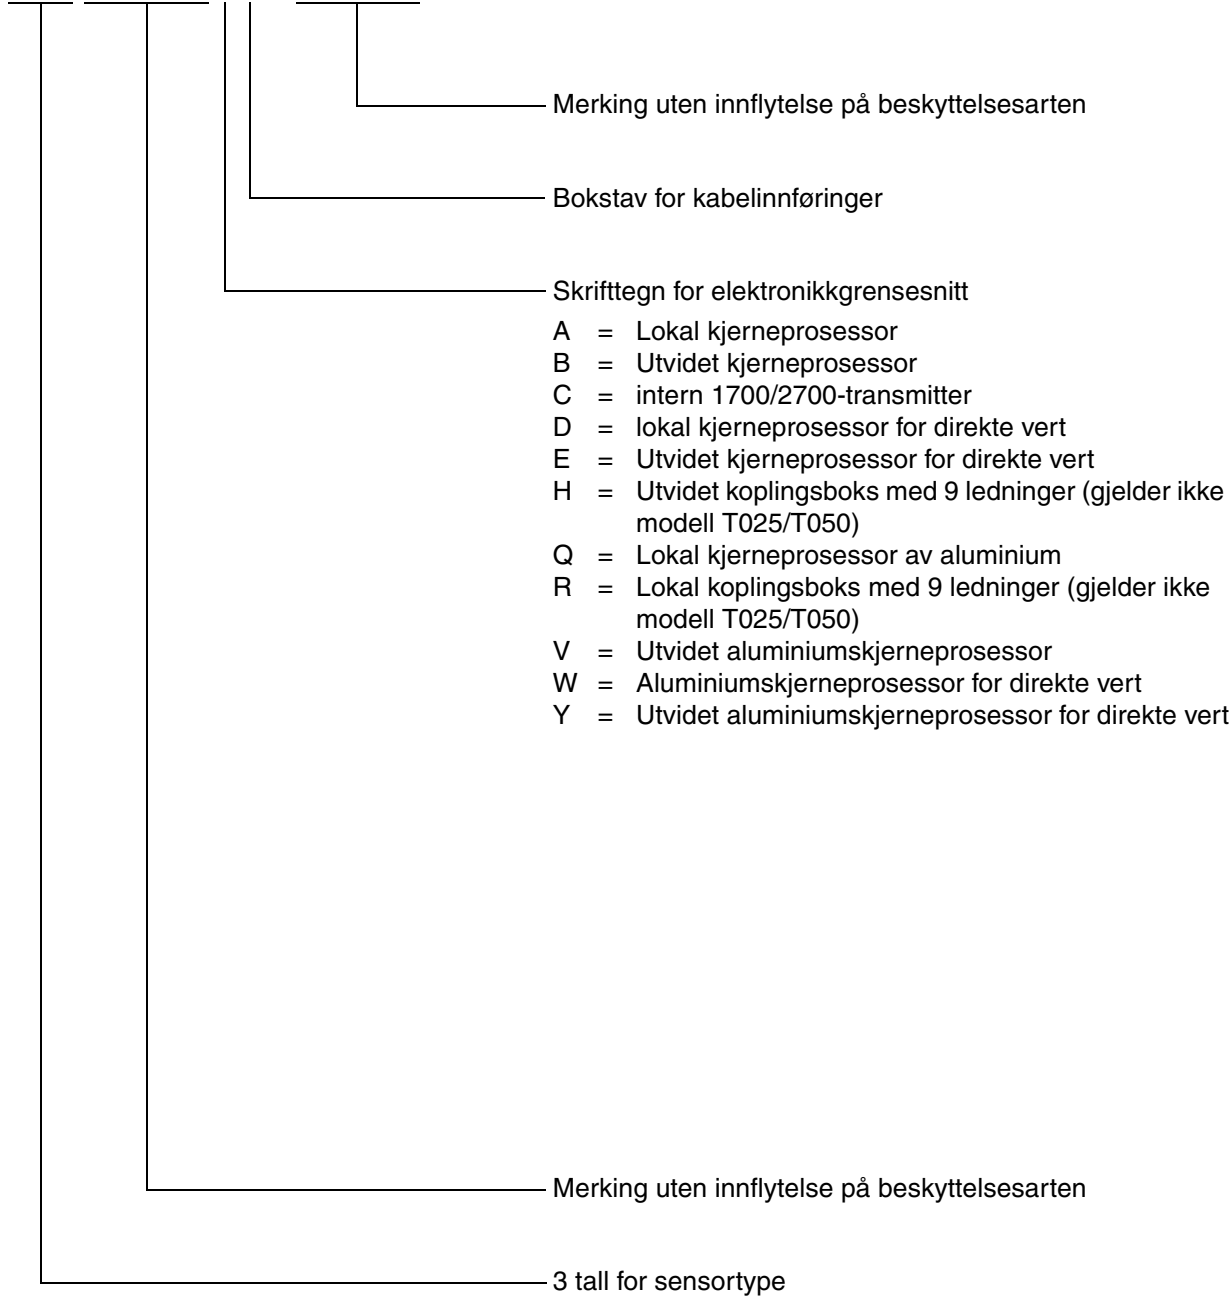 Merking uten innflytelse på beskyttelsesarten
Bokstav for kabelinnføringer
Skrifttegn for elektronikkgrensesnitt
A = Lokal kjerneprosessor
B = Utvidet kjerneprosessor
C = intern 1700/2700-transmitter
D = lokal kjerneprosessor for direkte vert
E = Utvidet kjerneprosessor for direkte vert
H = Utvidet koplingsboks med 9 ledninger (gjelder ikke
modell T025/T050)
Q = Lokal kjerneprosessor av aluminium
R = Lokal koplingsboks med 9 ledninger (gjelder ikke
modell T025/T050)
V = Utvidet aluminiumskjerneprosessor
W = Aluminiumskjerneprosessor for direkte vert
Y = Utvidet aluminiumskjerneprosessor for direkte vert
Merking uten innflytelse på beskyttelsesarten
3 tall for sensortype